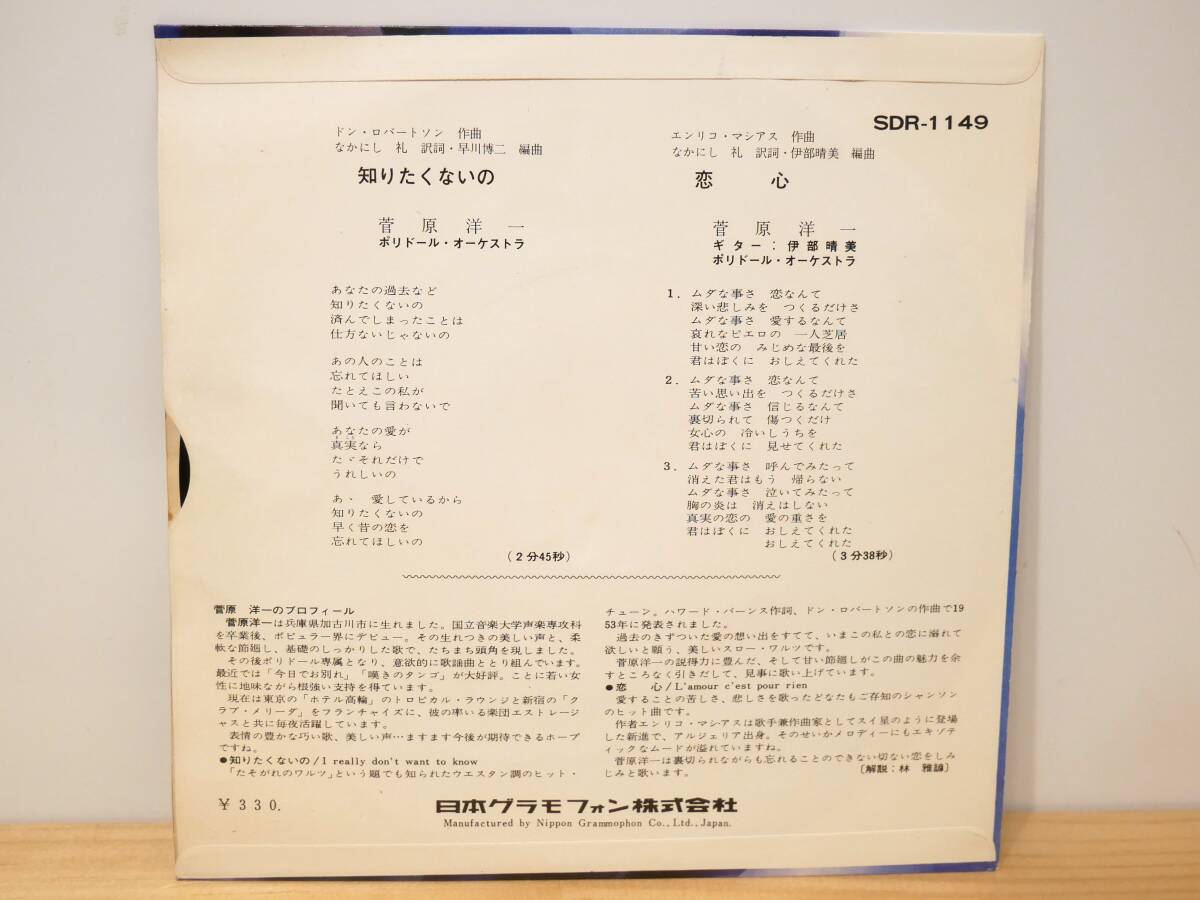 SDR-1149
ドン・ロバートソン 作曲
なかにし 礼 訳詞・早川博二 編曲
知りたくないの
菅原洋一
ポリドール・オーケストラ
あなたの過去など
知りたくないの
済んでしまったことは
仕方ないじゃないの
あの人のことは
忘れてほしい
たとえこの私が
聞いても言わないで
あなたの愛が
真実なら
たゞそれだけで
うれしいの
あゝ 愛しているから
知りたくないの
早く昔の恋を
忘れてほしいの
(2分45秒)
エンリコ・マシアス 作曲
なかにし 礼 訳詞・伊部晴美 編曲
恋 心
菅原洋一
ギター:伊部晴美
ポリドール・オーケストラ
1. ムダな事さ 恋なんて
深い悲しみを つくるだけさ
ムダな事さ 愛するなんて
哀れなピエロの 一人芝居
甘い恋の みじめな最後を
君はぼくに おしえてくれた
2. ムダな事さ 恋なんて
苦い思い出を つくるだけさ
ムダな事さ 信じるなんて
裏切られて 傷つくだけ
女心の 冷いしうちを
君はぼくに 見せてくれた
3. ムダな事さ 呼んでみたって
消えた君はもう 帰らない
ムダな事さ 泣いてみたって
胸の炎は 消えはしない
真実の恋の 愛の重さを
君はぼくに おしえてくれた
おしえてくれた
(3分38秒)
菅原 洋一のプロフィール
菅原洋一は兵庫県加古川市に生れました。国立音楽大学声楽専攻科
を卒業後、ポピュラー界にデビュー。その生れつきの美しい声と、柔
軟な節廻し、基礎のしっかりした歌で、たちまち頭角を現しました。
その後ポリドール専属となり、意欲的に歌謡曲ととり組んでいます。
最近では「今日でお別れ」「嘆きのタンゴ」が大好評。ことに若い女
性に地味ながら根強い支持を得ています。
現在は東京の「ホテル高輪」のトロピカル・ラウンジと新宿の「ク
ラブ・メリーダ」をフランチャイズに、彼の率いる楽団エストレージ
ャスと共に毎夜活躍しています。
表情の豊かな巧い歌、美しい声…ますます今後が期待できるホープ
ですね。
●知りたくないの/I really don't want to know
「たそがれのワルツ」という題でも知られたウエスタン調のヒット・
チューン。ハワード・バーンス作詞、ドン・ロバートソンの作曲で19
53年に発表されました。
過去のきずついた愛の想い出をすてて、いまこの私との恋に溺れて
欲しいと願う、美しいスロー・ワルツです。
菅原洋一の説得力に豊んだ、そして甘い節廻しがこの曲の魅力を余
すところなく引きだして、見事に歌い上げています。
●恋 心/L'amour c'est pour rien
愛することの苦しさ、悲しさを歌ったどなたもご存知のシャンソン
のヒット曲です。
作者エンリコ・マシアスは歌手兼作曲家としてスイ星のように登場
した新進で、アルジェリア出身。そのせいかメロディーにもエキゾテ
ィックなムードが溢れていますね。
菅原洋一は裏切られながらも忘れることのできない切ない恋をしみ
じみと歌います。
〔解説:林 雅諺〕
¥330.
日本グラモフォン株式会社
Manufactured by Nippon Grammophon Co., Ltd., Japan.